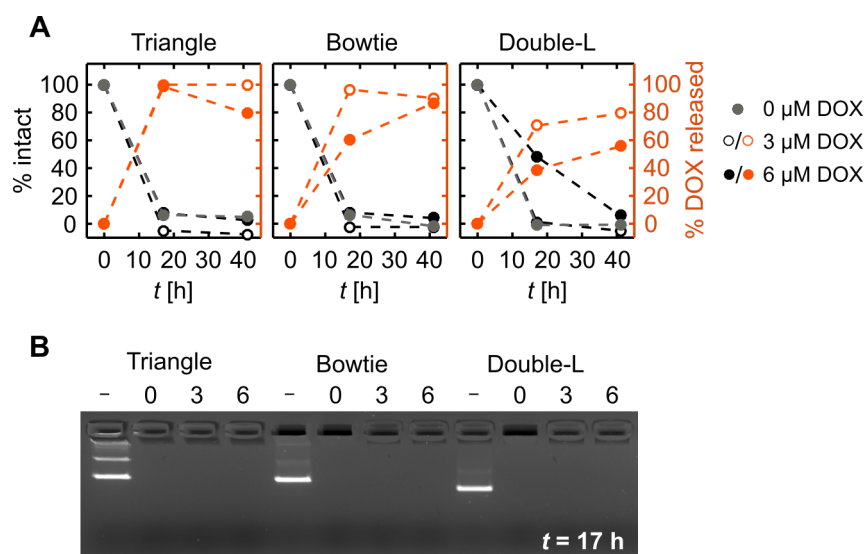 A
Triangle Bowtie Double-L
100 100
80 80
60 60
40 40
20 20
0 0
% intact
% DOX released
0 10 20 30 40 0 10 20 30 40 0 10 20 30 40
t [h] t [h] t [h]
0 µM DOX
/ 3 µM DOX
/ 6 µM DOX
B
Triangle Bowtie Double-L
– 0 3 6 – 0 3 6 – 0 3 6
t = 17 h